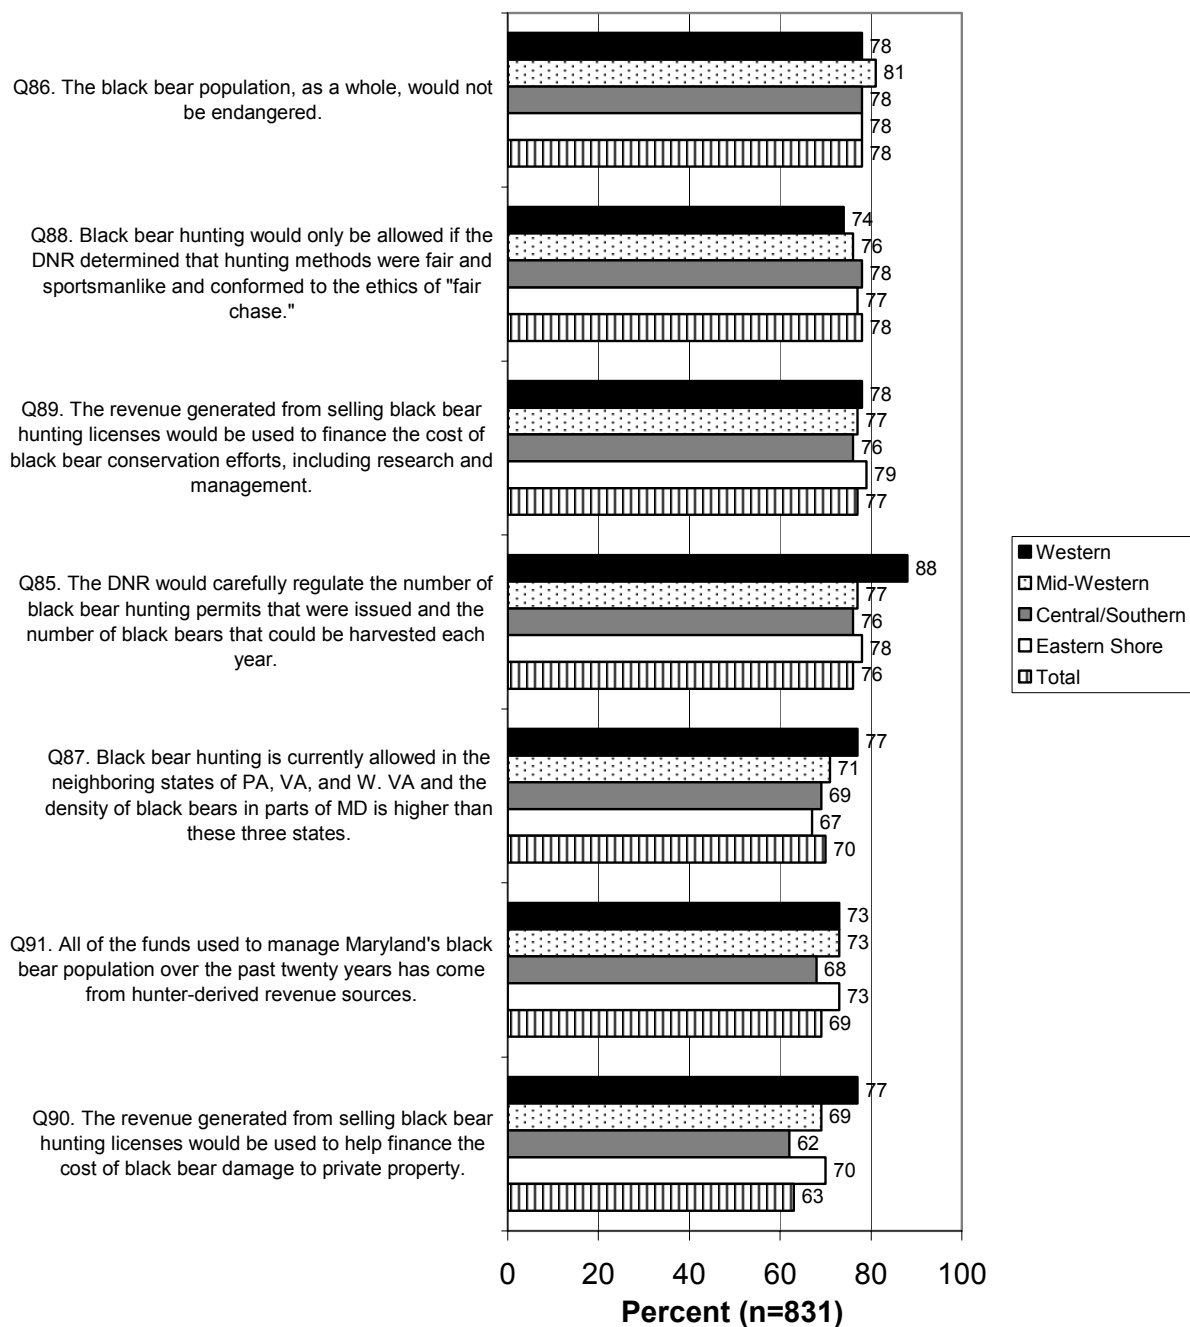 Q86. The black bear population, as a whole, would not
be endangered.
78
81
78
78
78
Q88. Black bear hunting would only be allowed if the
DNR determined that hunting methods were fair and
sportsmanlike and conformed to the ethics of "fair
chase."
74
76
78
77
78
Q89. The revenue generated from selling black bear
hunting licenses would be used to finance the cost of
black bear conservation efforts, including research and
management.
78
77
76
79
77
Q85. The DNR would carefully regulate the number of
black bear hunting permits that were issued and the
number of black bears that could be harvested each
year.
88
77
76
78
76
Q87. Black bear hunting is currently allowed in the
neighboring states of PA, VA, and W. VA and the
density of black bears in parts of MD is higher than
these three states.
77
71
69
67
70
Q91. All of the funds used to manage Maryland's black
bear population over the past twenty years has come
from hunter-derived revenue sources.
73
73
68
73
69
Q90. The revenue generated from selling black bear
hunting licenses would be used to help finance the
cost of black bear damage to private property.
77
69
62
70
63
0 20 40 60 80 100
Percent (n=831)
Western
Mid-Western
Central/Southern
Eastern Shore
Total